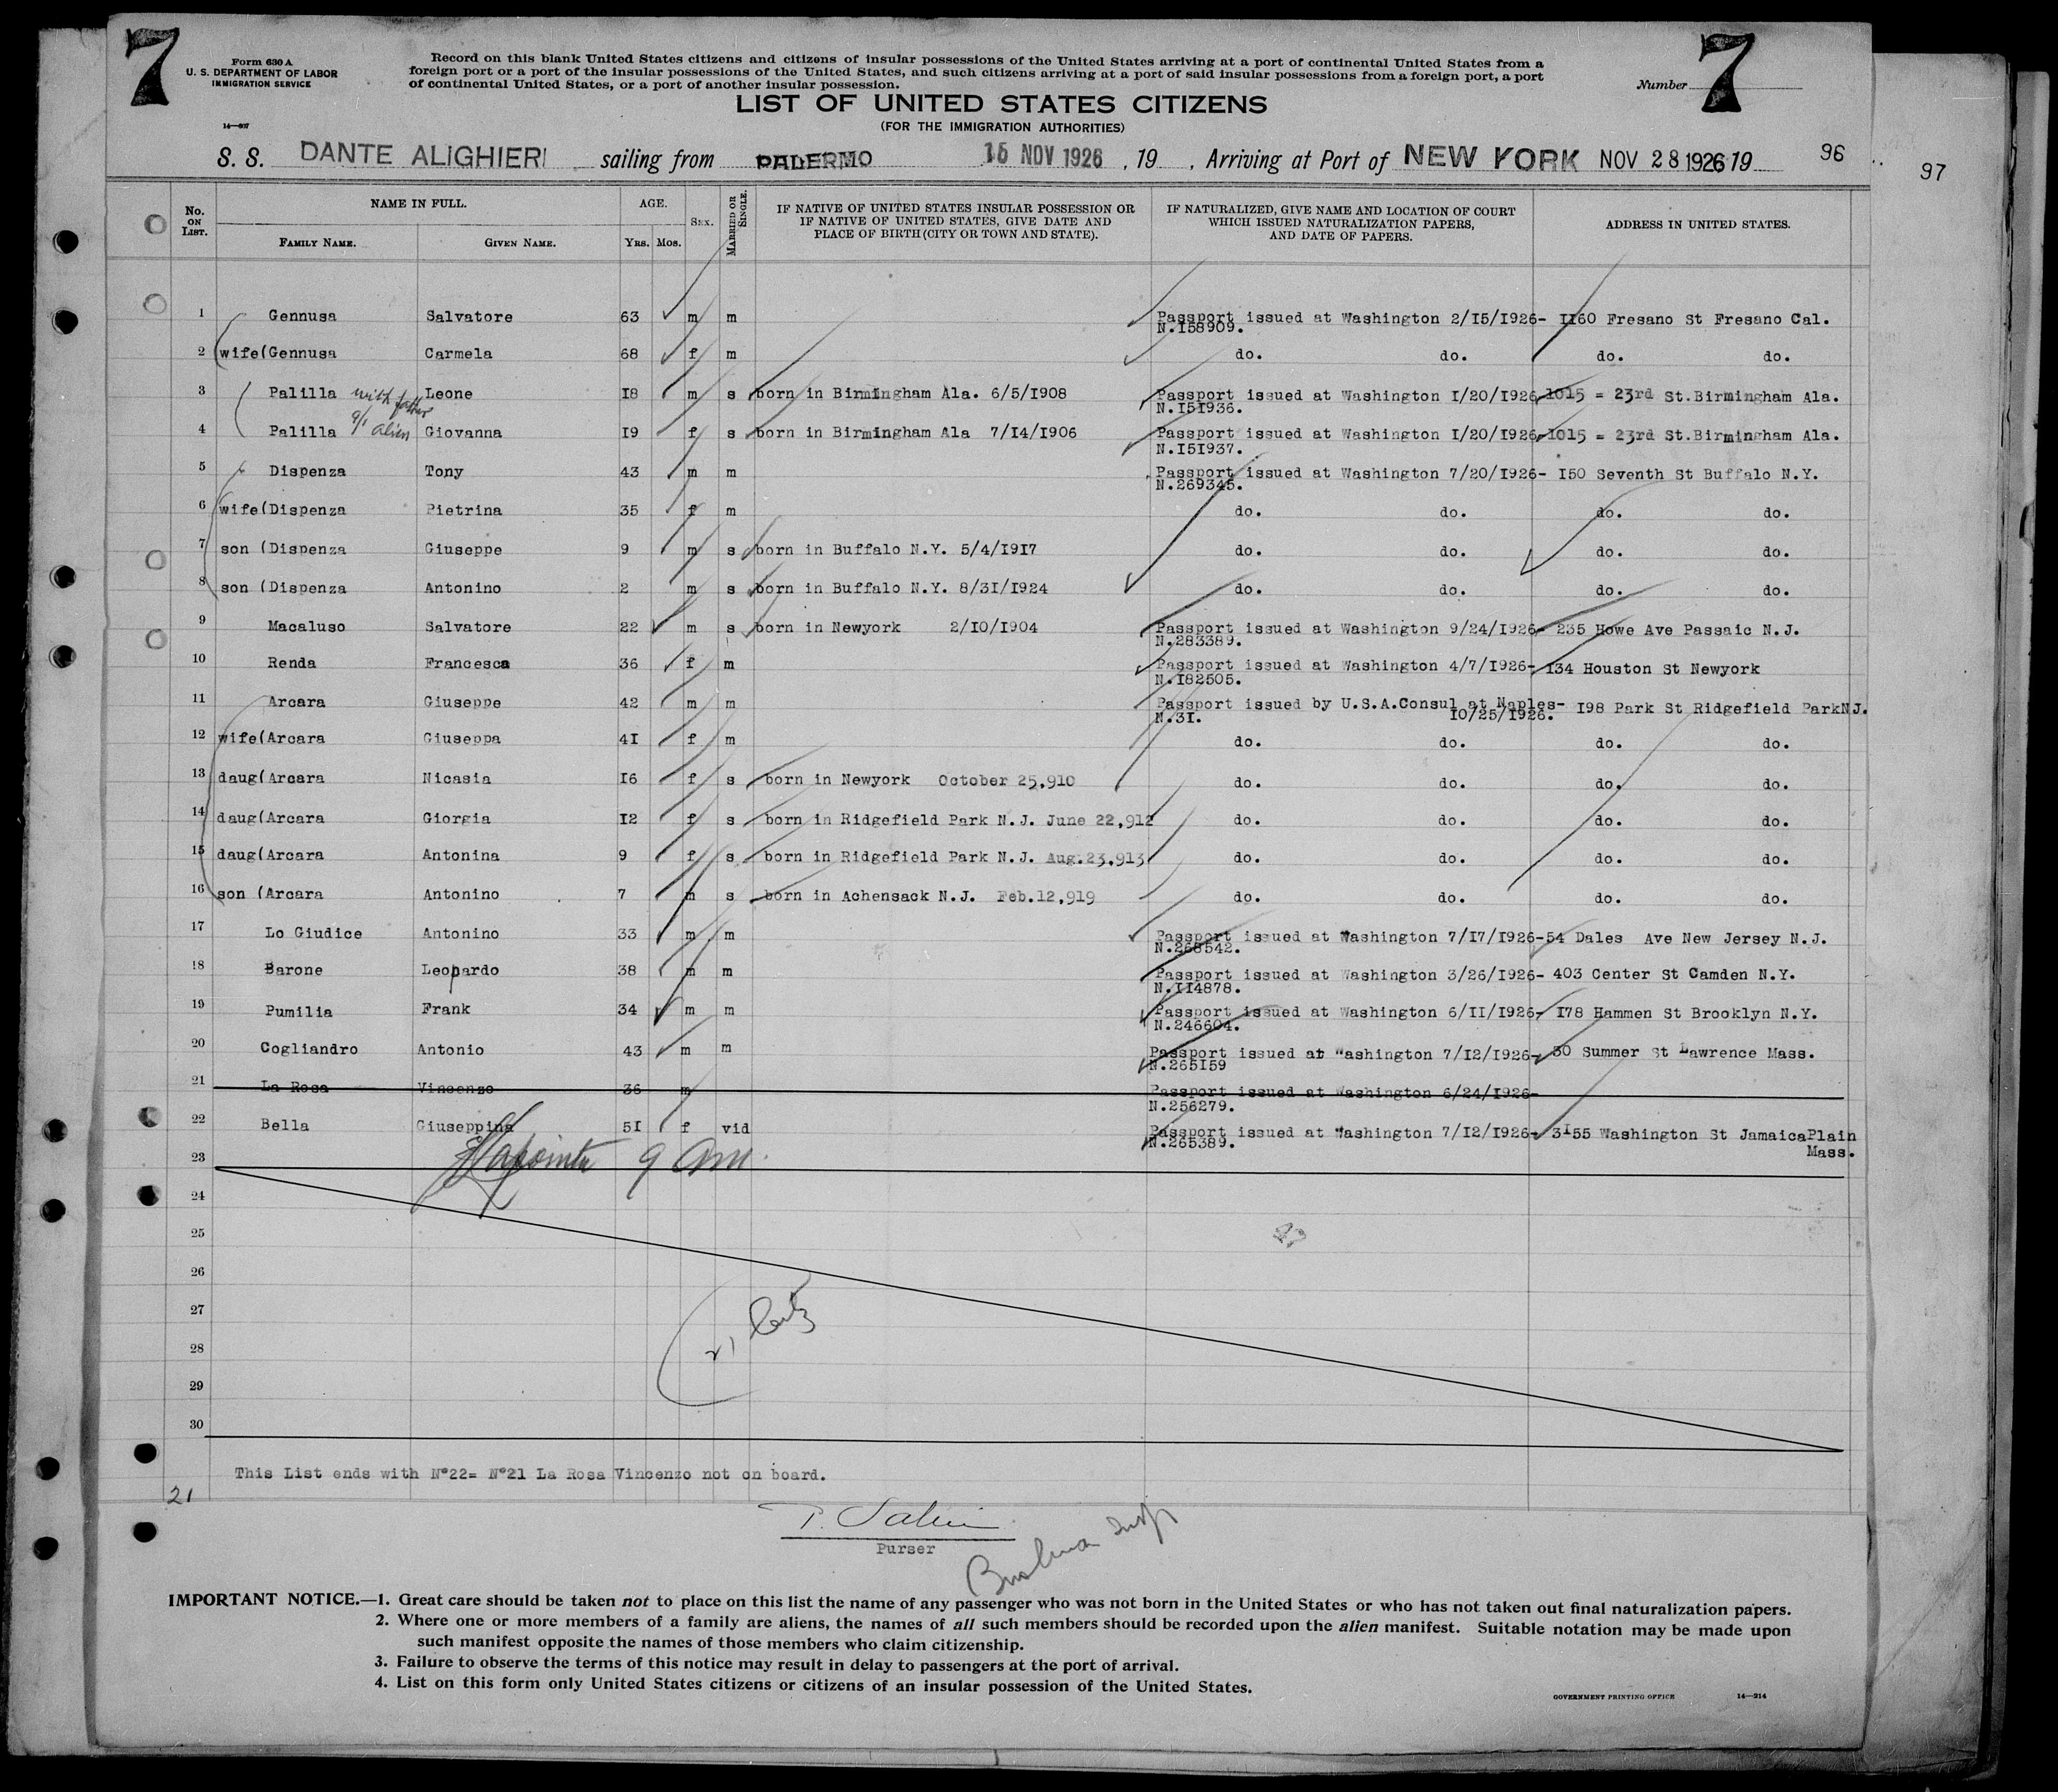 7
Form 630 A
U. S. DEPARTMENT OF LABOR
IMMIGRATION SERVICE
14—607
Record on this blank United States citizens and citizens of insular possessions of the United States arriving at a port of continental United States from a
foreign port or a port of the insular possessions of the United States, and such citizens arriving at a port of said insular possessions from a foreign port, a port
of continental United States, or a port of another insular possession.
Number 7
LIST OF UNITED STATES CITIZENS
(FOR THE IMMIGRATION AUTHORITIES)
S. S. DANTE ALIGHIERI sailing from PALERMO 15 NOV 1926 , 19 , Arriving at Port of NEW YORK NOV 28 1926 19 96
97
No. ON LIST. NAME IN FULL. AGE. SEX. MARRIED OR SINGLE. IF NATIVE OF UNITED STATES INSULAR POSSESSION OR IF NATIVE OF UNITED STATES, GIVE DATE AND PLACE OF BIRTH (CITY OR TOWN AND STATE). IF NATURALIZED, GIVE NAME AND LOCATION OF COURT WHICH ISSUED NATURALIZATION PAPERS, AND DATE OF PAPERS. ADDRESS IN UNITED STATES.
FAMILY NAME. GIVEN NAME. YRS. MOS.
1 Gennusa Salvatore 63 m m Passport issued at Washington 2/15/1926- 1160 Fresano St Fresano Cal.
N.158909.
2 wife(Gennusa Carmela 68 f m do. do. do. do.
3 Palilla with father Leone 18 m s born in Birmingham Ala. 6/5/1908 Passport issued at Washington 1/20/1926 1015 = 23rd St.Birmingham Ala.
N.151936.
4 Palilla 9/1 alien Giovanna 19 f s born in Birmingham Ala 7/14/1906 Passport issued at Washington 1/20/1926-1015 = 23rd St.Birmingham Ala.
N.151937.
5 Dispenza Tony 43 m m Passport issued at Washington 7/20/1926- 150 Seventh St Buffalo N.Y.
N.269345.
6 wife(Dispenza Pietrina 35 f m do. do. do. do.
7 son (Dispenza Giuseppe 9 m s born in Buffalo N.Y. 5/4/1917 do. do. do. do.
8 son (Dispenza Antonino 2 m s born in Buffalo N.Y. 8/31/1924 do. do. do. do.
9 Macaluso Salvatore 22 m s born in Newyork 2/10/1904 Passport issued at Washington 9/24/1926- 235 Howe Ave Passaic N.J.
N.283389.
10 Renda Francesca 36 f m Passport issued at Washington 4/7/1926- 134 Houston St Newyork
N.182505.
11 Arcara Giuseppe 42 m m Passport issued by U.S.A.Consul at Naples- 198 Park St Ridgefield ParkNJ.
N.31. 10/25/1926.
12 wife(Arcara Giuseppa 41 f m do. do. do. do.
13 daug(Arcara Nicasia 16 f s born in Newyork October 25,910 do. do. do. do.
14 daug(Arcara Giorgia 12 f s born in Ridgefield Park N.J. June 22,912 do. do. do. do.
15 daug(Arcara Antonina 9 f s born in Ridgefield Park N.J. Aug.23,913 do. do. do. do.
16 son (Arcara Antonino 7 m s born in Achensack N.J. Feb.12,919 do. do. do. do.
17 Lo Giudice Antonino 33 m m Passport issued at Washington 7/17/1926-54 Dales Ave New Jersey N.J.
N.268542.
18 Barone Leopardo 38 m m Passport issued at Washington 3/26/1926- 403 Center St Camden N.Y.
N.114878.
19 Pumilia Frank 34 m m Passport issued at Washington 6/11/1926- 178 Hammen St Brooklyn N.Y.
N.246604.
20 Cogliandro Antonio 43 m m Passport issued at Washington 7/12/1926- 30 Summer St Lawrence Mass.
N.265159
21 La Rosa Vincenzo 36 m Passport issued at Washington 6/24/1926-
N.256279.
22 Bella Giuseppina 51 f vid Passport issued at Washington 7/12/1926- 3155 Washington St JamaicaPlain
N.265389. Mass.
23 9 am.
24
25
26
27
28
29
30
This List ends with N°22= N°21 La Rosa Vincenzo not on board.
21
Purser
IMPORTANT NOTICE.—1. Great care should be taken not to place on this list the name of any passenger who was not born in the United States or who has not taken out final naturalization papers.
2. Where one or more members of a family are aliens, the names of all such members should be recorded upon the alien manifest. Suitable notation may be made upon
such manifest opposite the names of those members who claim citizenship.
3. Failure to observe the terms of this notice may result in delay to passengers at the port of arrival.
4. List on this form only United States citizens or citizens of an insular possession of the United States.
GOVERNMENT PRINTING OFFICE 14—214